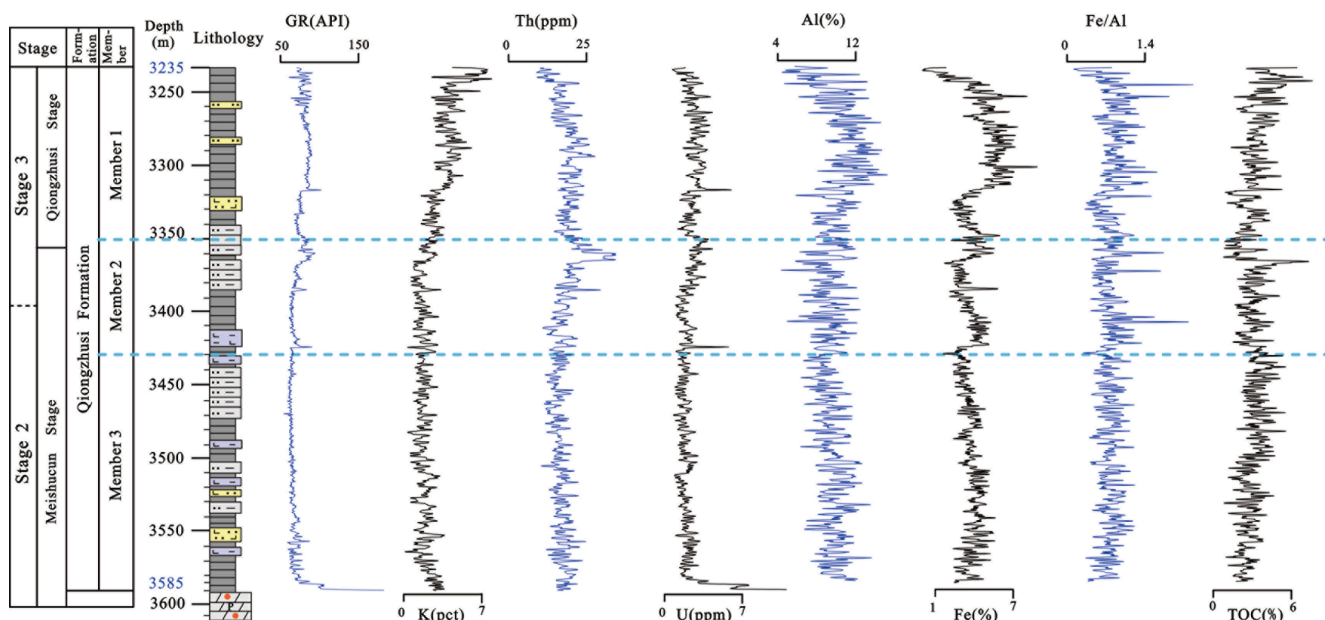 Stage
Form-
ation
Mem-
ber
Depth
(m)
Lithology
GR(API)
50 150
Th(ppm)
0 25
Al(%)
4 12
Fe/Al
0 1.4
Stage 3
Qiongzhusi Stage
Stage 2
Meishucun Stage
Qiongzhusi Formation
Member 1
Member 2
Member 3
3235
3250
3300
3350
3400
3450
3500
3550
3585
3600
P
0 K(pct) 7
0 U(ppm) 7
1 Fe(%) 7
0 TOC(%) 6